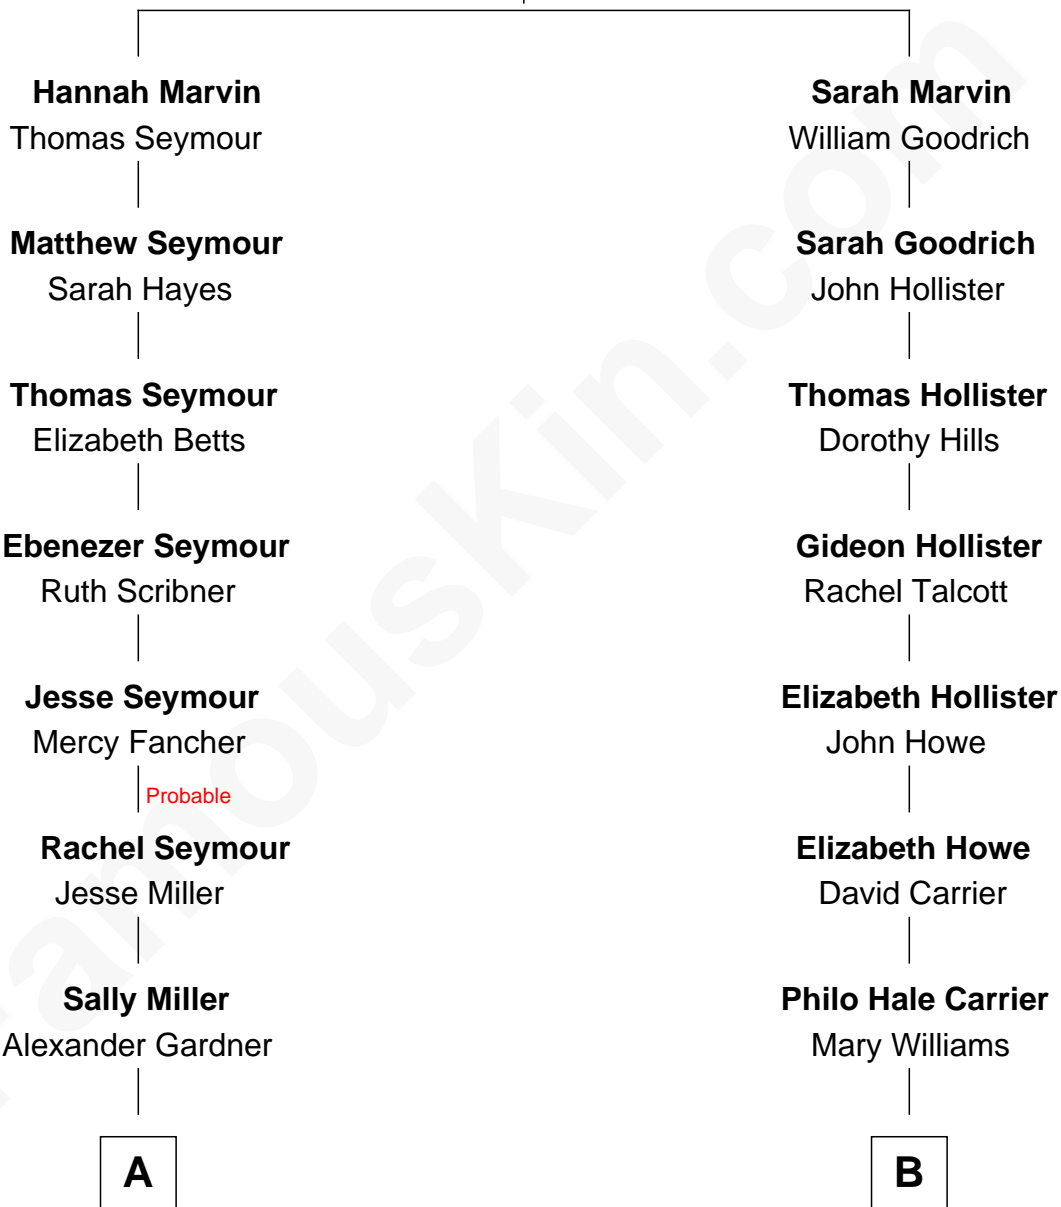 Hannah Marvin
Thomas Seymour
Matthew Seymour
Sarah Hayes
Thomas Seymour
Elizabeth Betts
Ebenezer Seymour
Ruth Scribner
Jesse Seymour
Mercy Fancher
Probable
Rachel Seymour
Jesse Miller
Sally Miller
Alexander Gardner
A
Sarah Marvin
William Goodrich
Sarah Goodrich
John Hollister
Thomas Hollister
Dorothy Hills
Gideon Hollister
Rachel Talcott
Elizabeth Hollister
John Howe
Elizabeth Howe
David Carrier
Philo Hale Carrier
Mary Williams
B
FamousKin.com